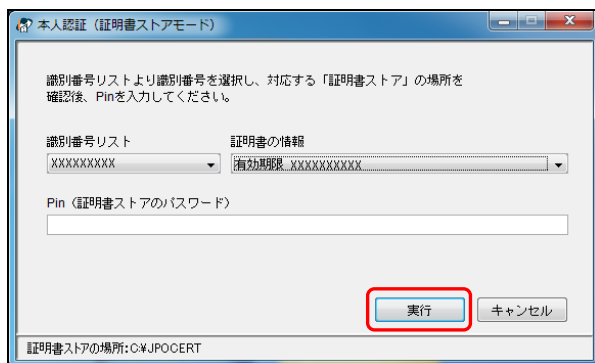 本人認証（証明書ストアモード）
識別番号リストより識別番号を選択し、対応する「証明書ストア」の場所を
確認後、Pinを入力してください。
識別番号リスト 証明書の情報
XXXXXXXXX 有効期限 XXXXXXXXXX
Pin（証明書ストアのパスワード）
実行 キャンセル
証明書ストアの場所:C:¥JPOCERT